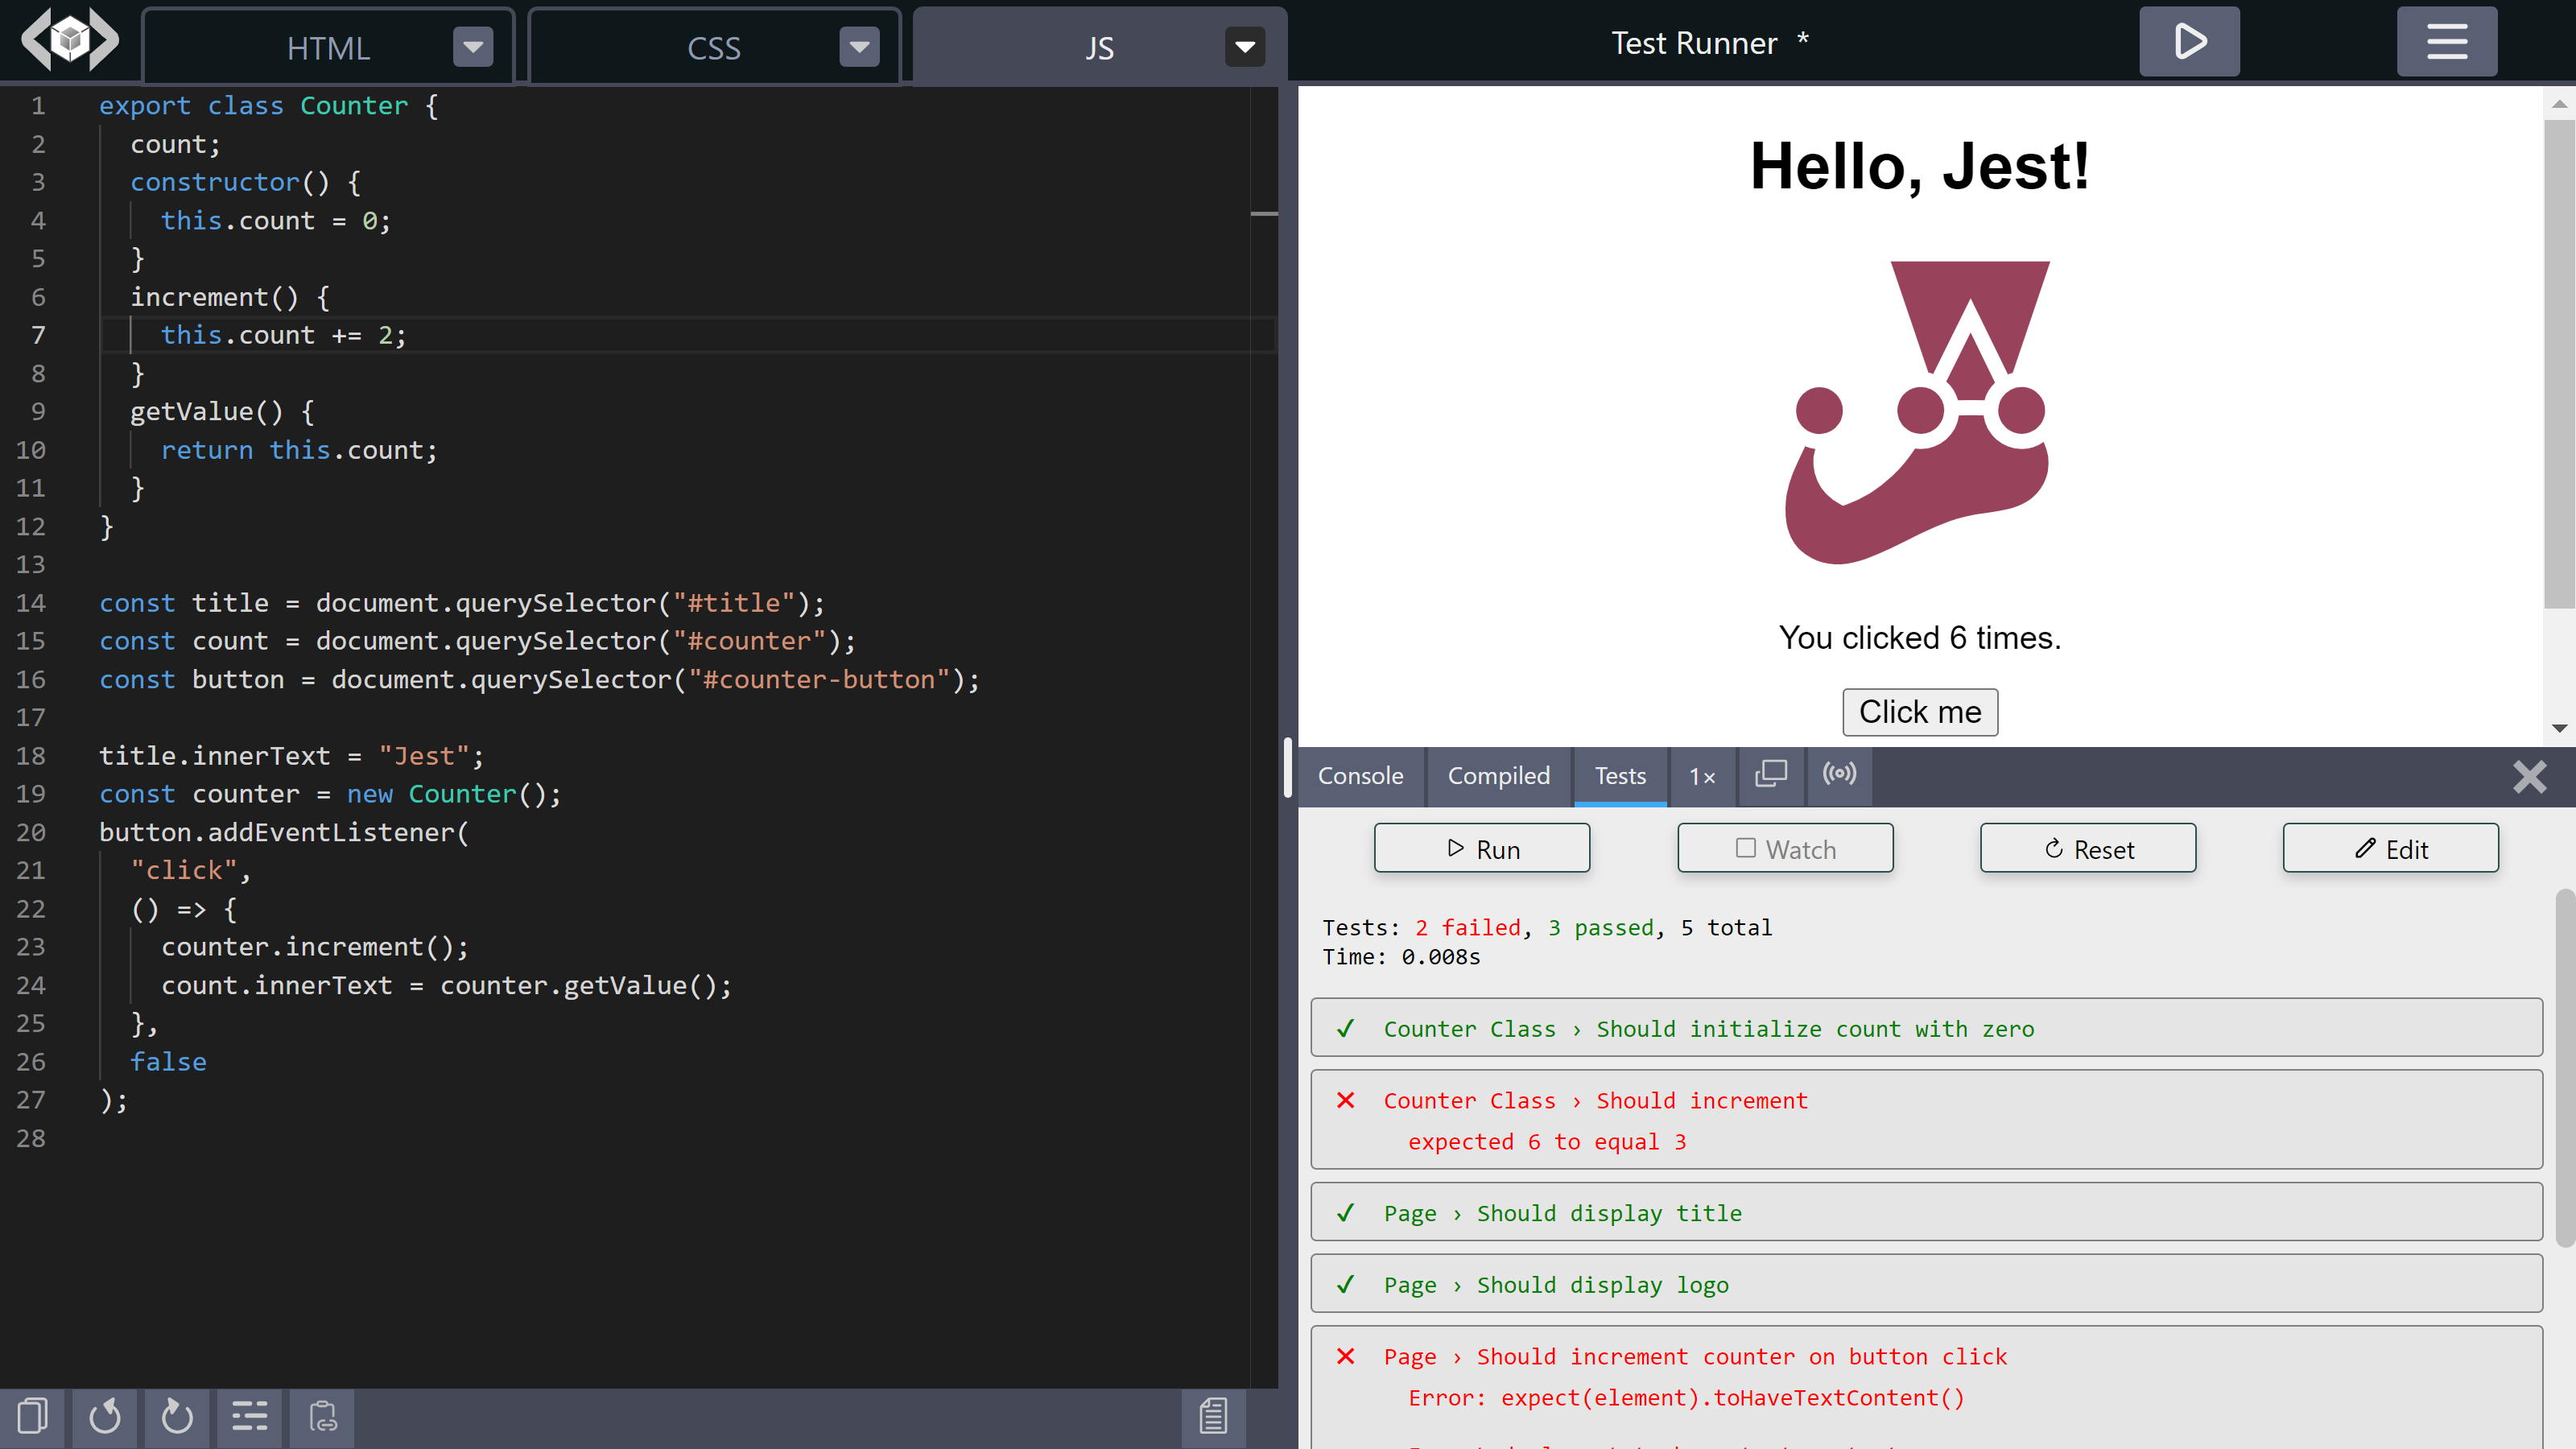 HTML
CSS
JS
Test Runner *
1 export class Counter {
2 count;
3 constructor() {
4 this.count = 0;
5 }
6 increment() {
7 this.count += 2;
8 }
9 getValue() {
10 return this.count;
11 }
12 }
13
14 const title = document.querySelector("#title");
15 const count = document.querySelector("#counter");
16 const button = document.querySelector("#counter-button");
17
18 title.innerText = "Jest";
19 const counter = new Counter();
20 button.addEventListener(
21 "click",
22 () => {
23 counter.increment();
24 count.innerText = counter.getValue();
25 },
26 false
27 );
28
Hello, Jest!
You clicked 6 times.
Click me
Console Compiled Tests 1×
Run Watch Reset Edit
Tests: 2 failed, 3 passed, 5 total
Time: 0.008s
✓ Counter Class › Should initialize count with zero
✕ Counter Class › Should increment
expected 6 to equal 3
✓ Page › Should display title
✓ Page › Should display logo
✕ Page › Should increment counter on button click
Error: expect(element).toHaveTextContent()